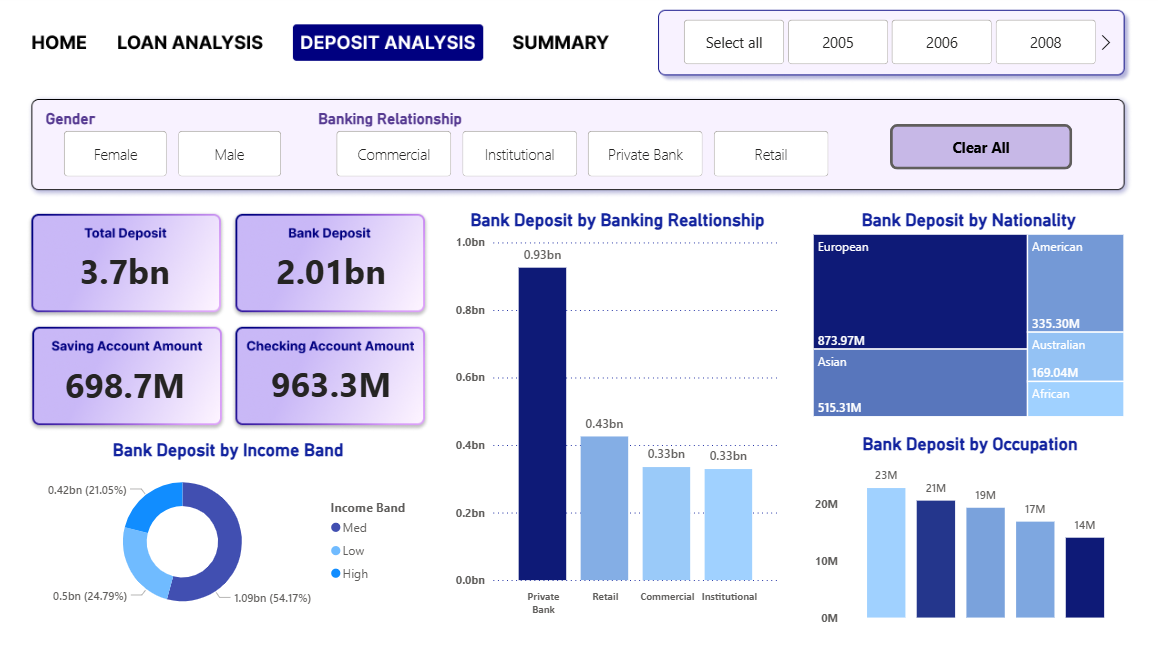 HOME
LOAN ANALYSIS
DEPOSIT ANALYSIS
SUMMARY
Select all
2005
2006
2008
Gender
Female
Male
Banking Relationship
Commercial
Institutional
Private Bank
Retail
Clear All
Total Deposit
3.7bn
Bank Deposit
2.01bn
Saving Account Amount
698.7M
Checking Account Amount
963.3M
Bank Deposit by Income Band
0.42bn (21.05%)
0.5bn (24.79%)
1.09bn (54.17%)
Income Band
Med
Low
High
Bank Deposit by Banking Realtionship
1.0bn
0.8bn
0.6bn
0.4bn
0.2bn
0.0bn
0.93bn
0.43bn
0.33bn
0.33bn
Private
Bank
Retail
Commercial
Institutional
Bank Deposit by Nationality
European
873.97M
Asian
515.31M
American
335.30M
Australian
169.04M
African
Bank Deposit by Occupation
20M
10M
0M
23M
21M
19M
17M
14M